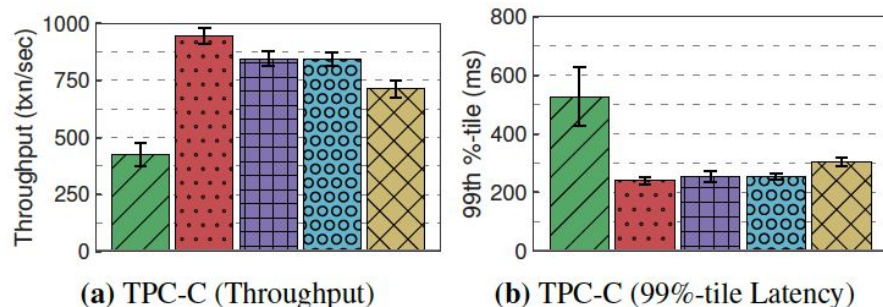 1000
750
500
250
0
Throughput (txn/sec)
(a) TPC-C (Throughput)
800
600
400
200
0
99th %-tile (ms)
(b) TPC-C (99%-tile Latency)